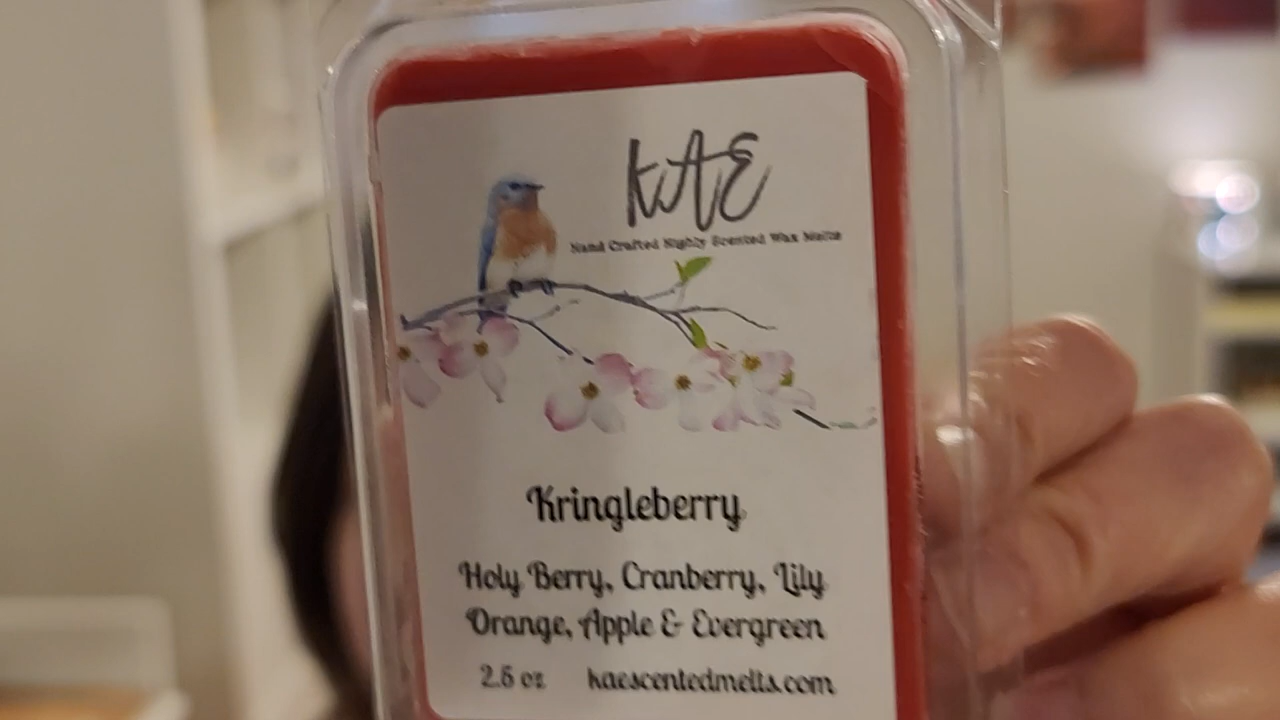 KAE
Hand Crafted Highly Scented Wax Melts
Kringleberry
Holy Berry, Cranberry, Lily
Orange, Apple & Evergreen
2.5 oz kaescentedmelts.com